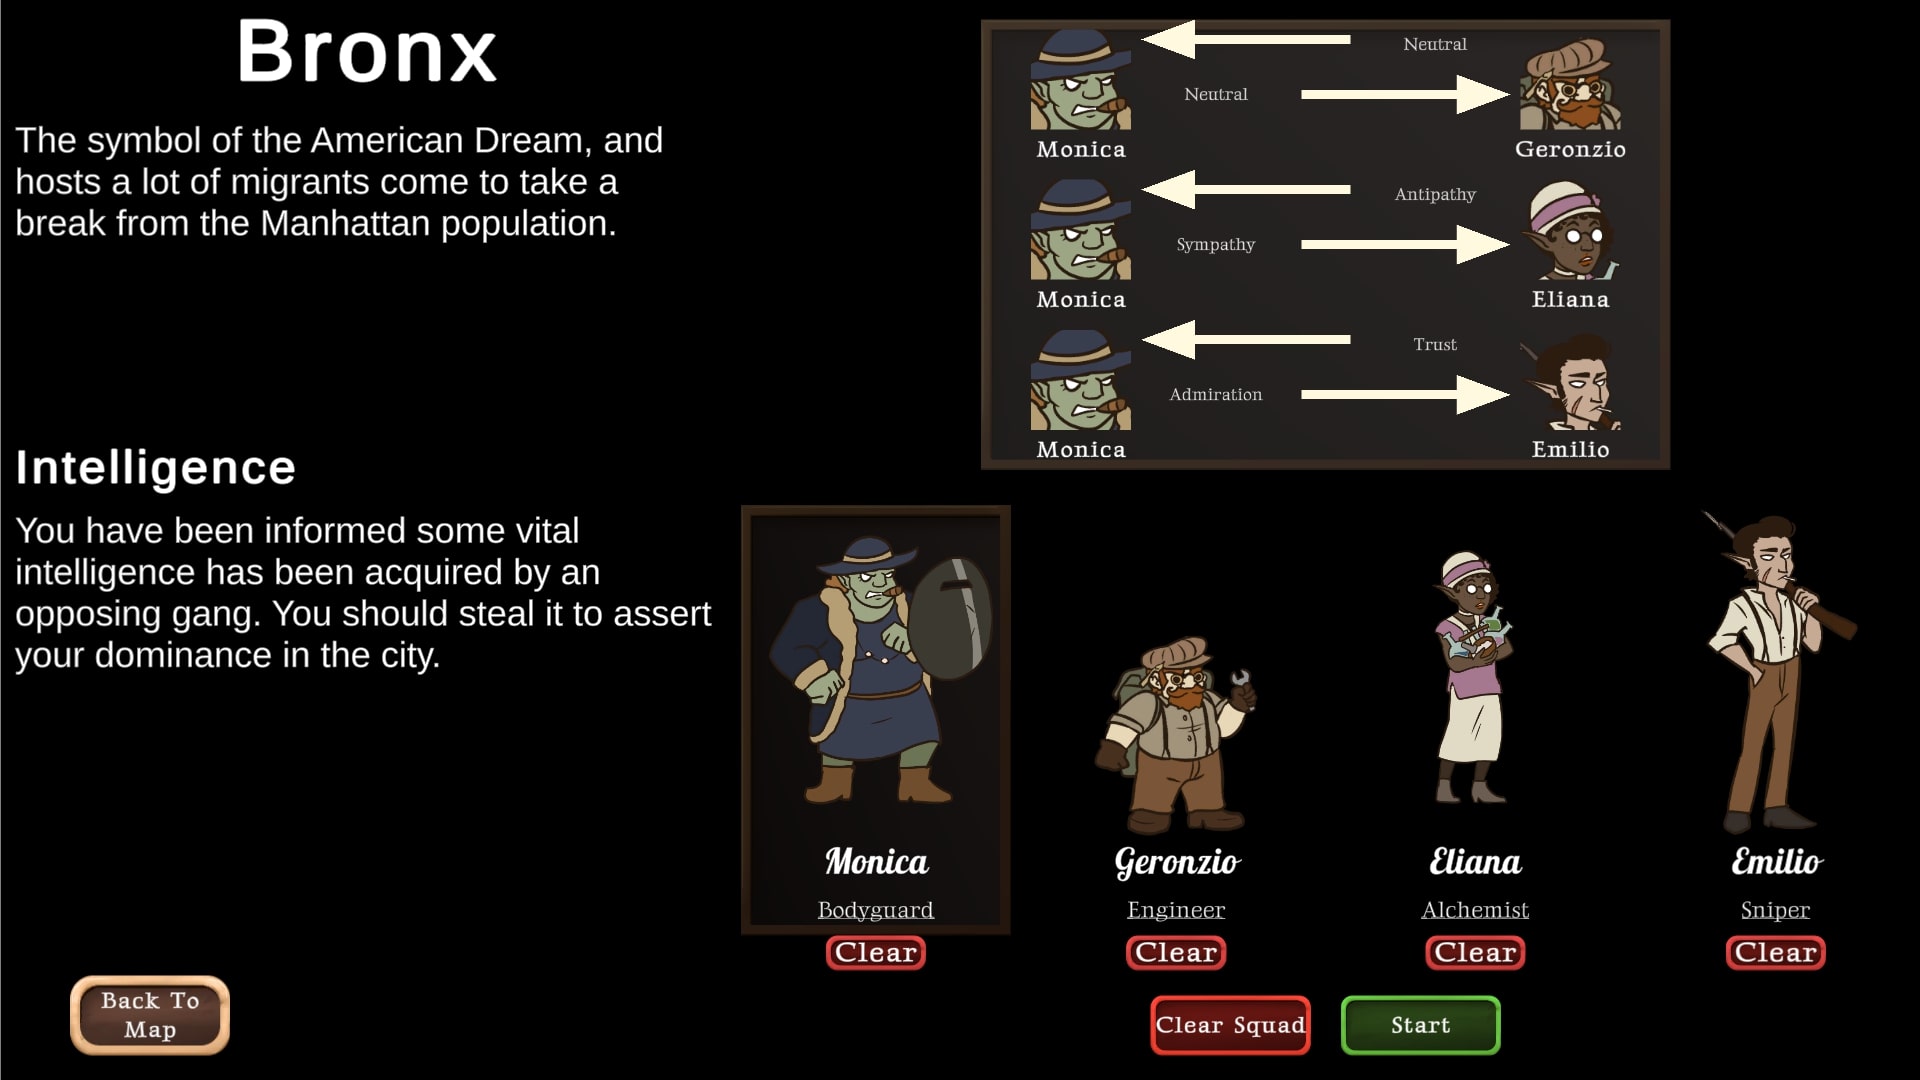 Bronx
The symbol of the American Dream, and
hosts a lot of migrants come to take a
break from the Manhattan population.
Intelligence
You have been informed some vital
intelligence has been acquired by an
opposing gang. You should steal it to assert
your dominance in the city.
Neutral
Neutral
Monica
Geronzio
Antipathy
Sympathy
Monica
Eliana
Trust
Admiration
Monica
Emilio
Monica
Bodyguard
Clear
Geronzio
Engineer
Clear
Eliana
Alchemist
Clear
Emilio
Sniper
Clear
Back To
Map
Clear Squad
Start